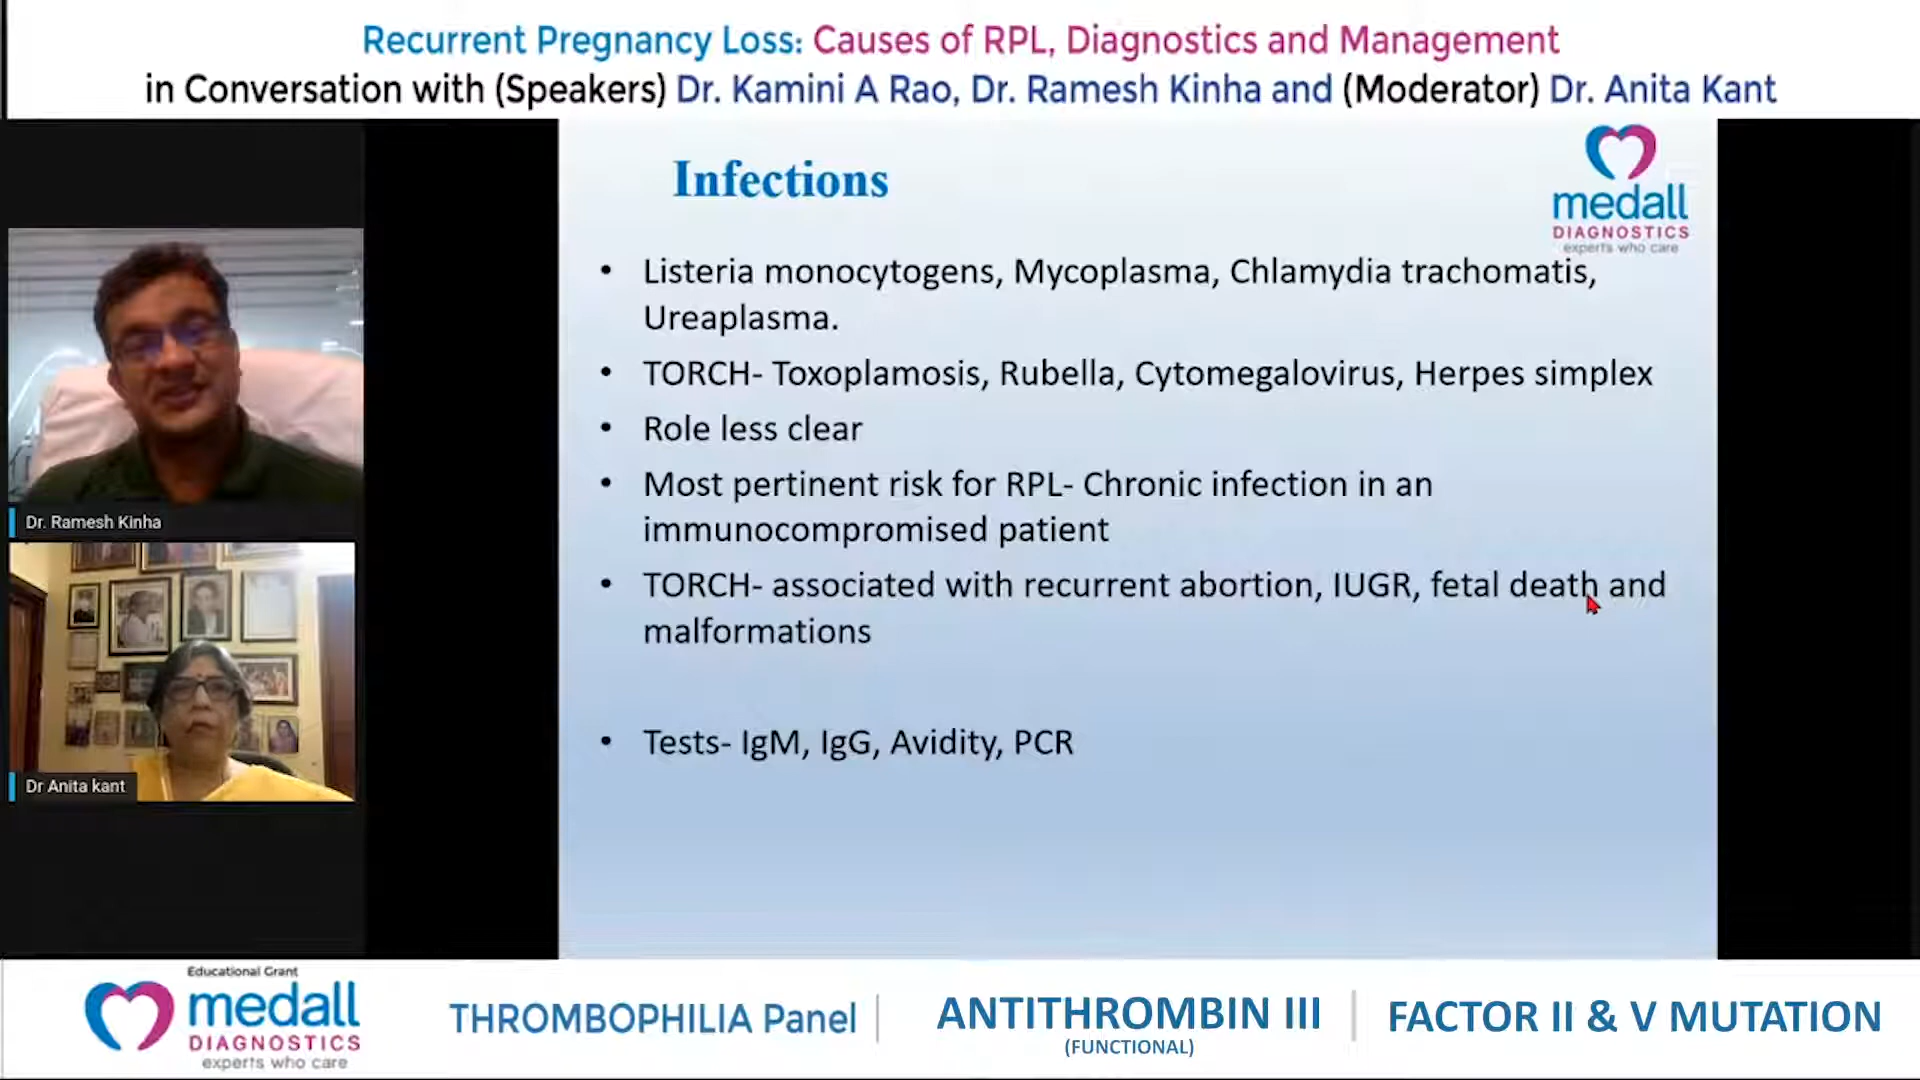 Recurrent Pregnancy Loss: Causes of RPL, Diagnostics and Management
in Conversation with (Speakers) Dr. Kamini A Rao, Dr. Ramesh Kinha and (Moderator) Dr. Anita Kant
Infections
medall
DIAGNOSTICS
experts who care
• Listeria monocytogens, Mycoplasma, Chlamydia trachomatis,
Ureaplasma.
• TORCH- Toxoplamosis, Rubella, Cytomegalovirus, Herpes simplex
• Role less clear
• Most pertinent risk for RPL- Chronic infection in an
immunocompromised patient
• TORCH- associated with recurrent abortion, IUGR, fetal death and
malformations
• Tests- IgM, IgG, Avidity, PCR
Dr. Ramesh Kinha
Dr Anita kant
Educational Grant
medall
DIAGNOSTICS
experts who care
THROMBOPHILIA Panel
ANTITHROMBIN III
(FUNCTIONAL)
FACTOR II & V MUTATION